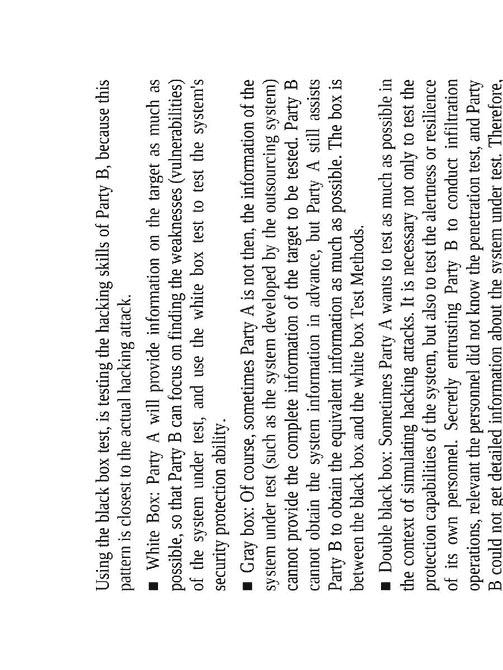 Using the black box test, is testing the hacking skills of Party B, because this
pattern is closest to the actual hacking attack.
■ White Box: Party A will provide information on the target as much as
possible, so that Party B can focus on finding the weaknesses (vulnerabilities)
of the system under test, and use the white box test to test the system's
security protection ability.
■ Gray box: Of course, sometimes Party A is not then, the information of the
system under test (such as the system developed by the outsourcing system)
cannot provide the complete information of the target to be tested. Party B
cannot obtain the system information in advance, but Party A still assists
Party B to obtain the equivalent information as much as possible. The box is
between the black box and the white box Test Methods.
■ Double black box: Sometimes Party A wants to test as much as possible in
the context of simulating hacking attacks. It is necessary not only to test the
protection capabilities of the system, but also to test the alertness or resilience
of its own personnel. Secretly entrusting Party B to conduct infiltration
operations, relevant the personnel did not know the penetration test, and Party
B could not get detailed information about the system under test. Therefore,